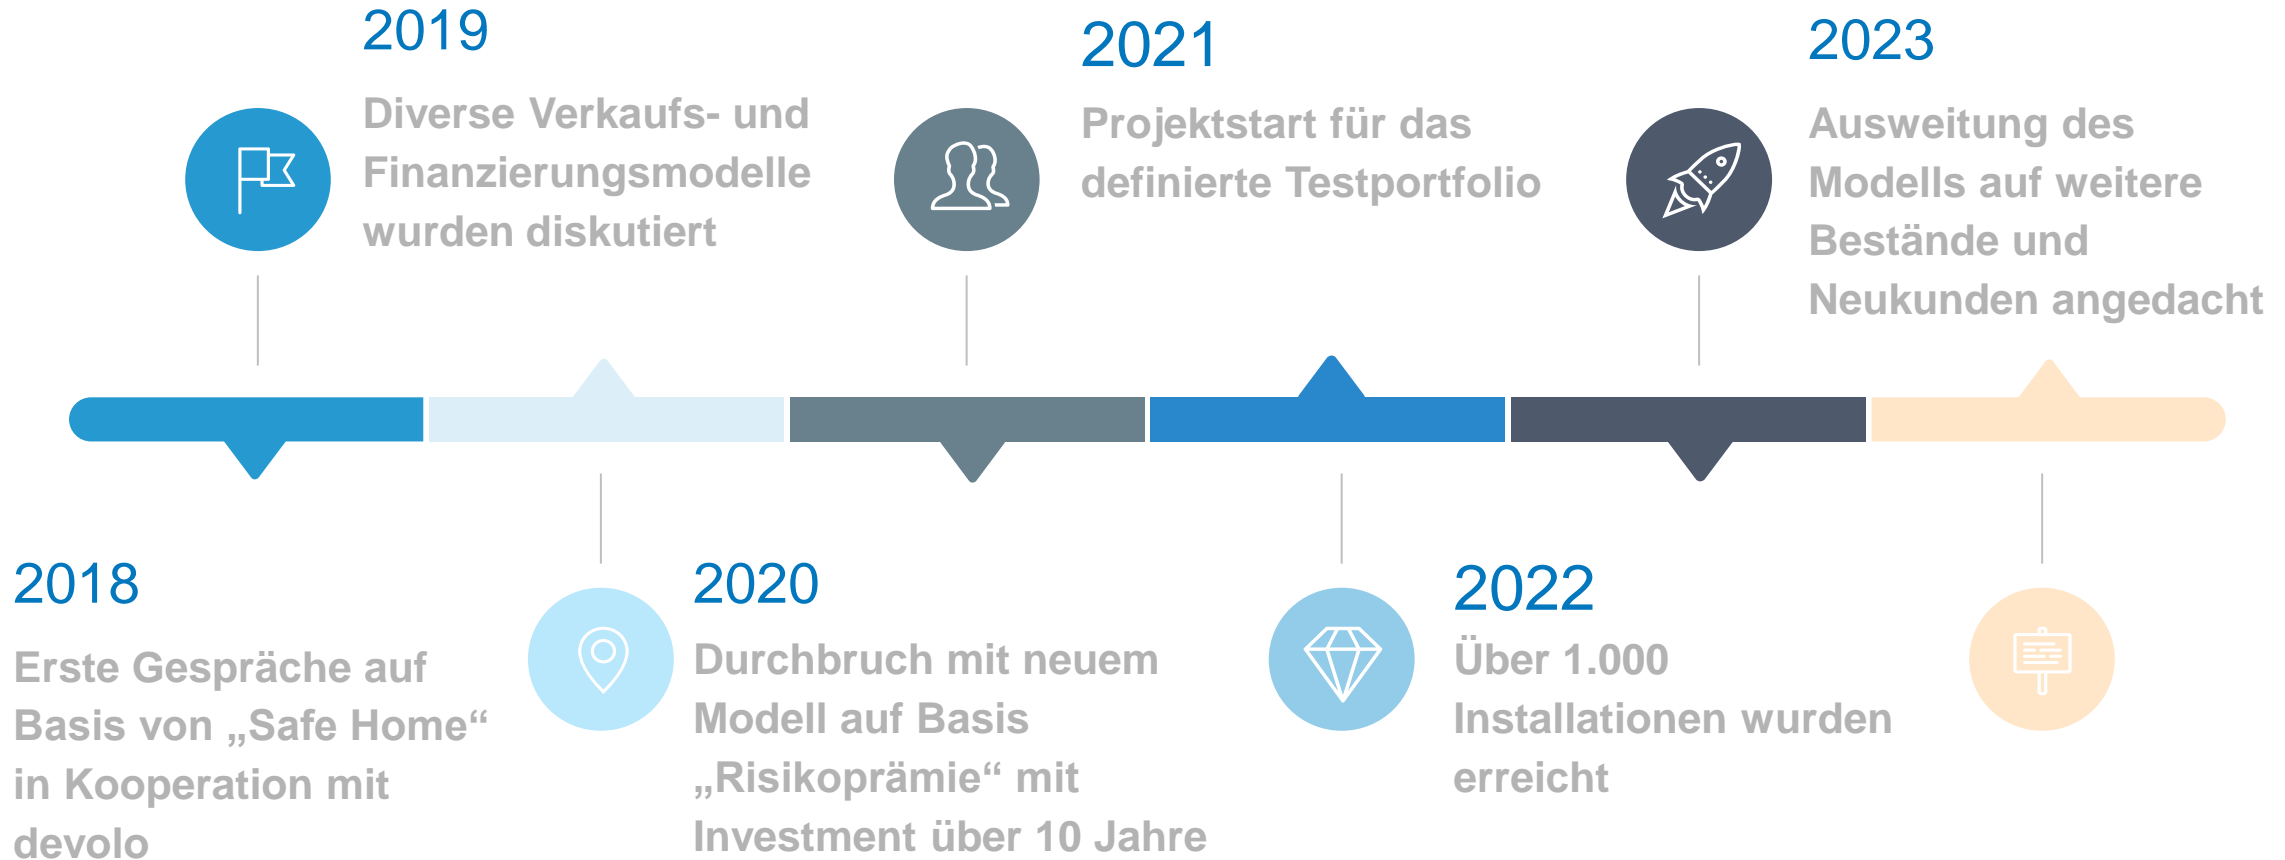 2018
Erste Gespräche auf
Basis von „Safe Home“
in Kooperation mit
devolo
2019
Diverse Verkaufs- und
Finanzierungsmodelle
wurden diskutiert
2020
Durchbruch mit neuem
Modell auf Basis
„Risikoprämie“ mit
Investment über 10 Jahre
2021
Projektstart für das
definierte Testportfolio
2022
Über 1.000
Installationen wurden
erreicht
2023
Ausweitung des
Modells auf weitere
Bestände und
Neukunden angedacht